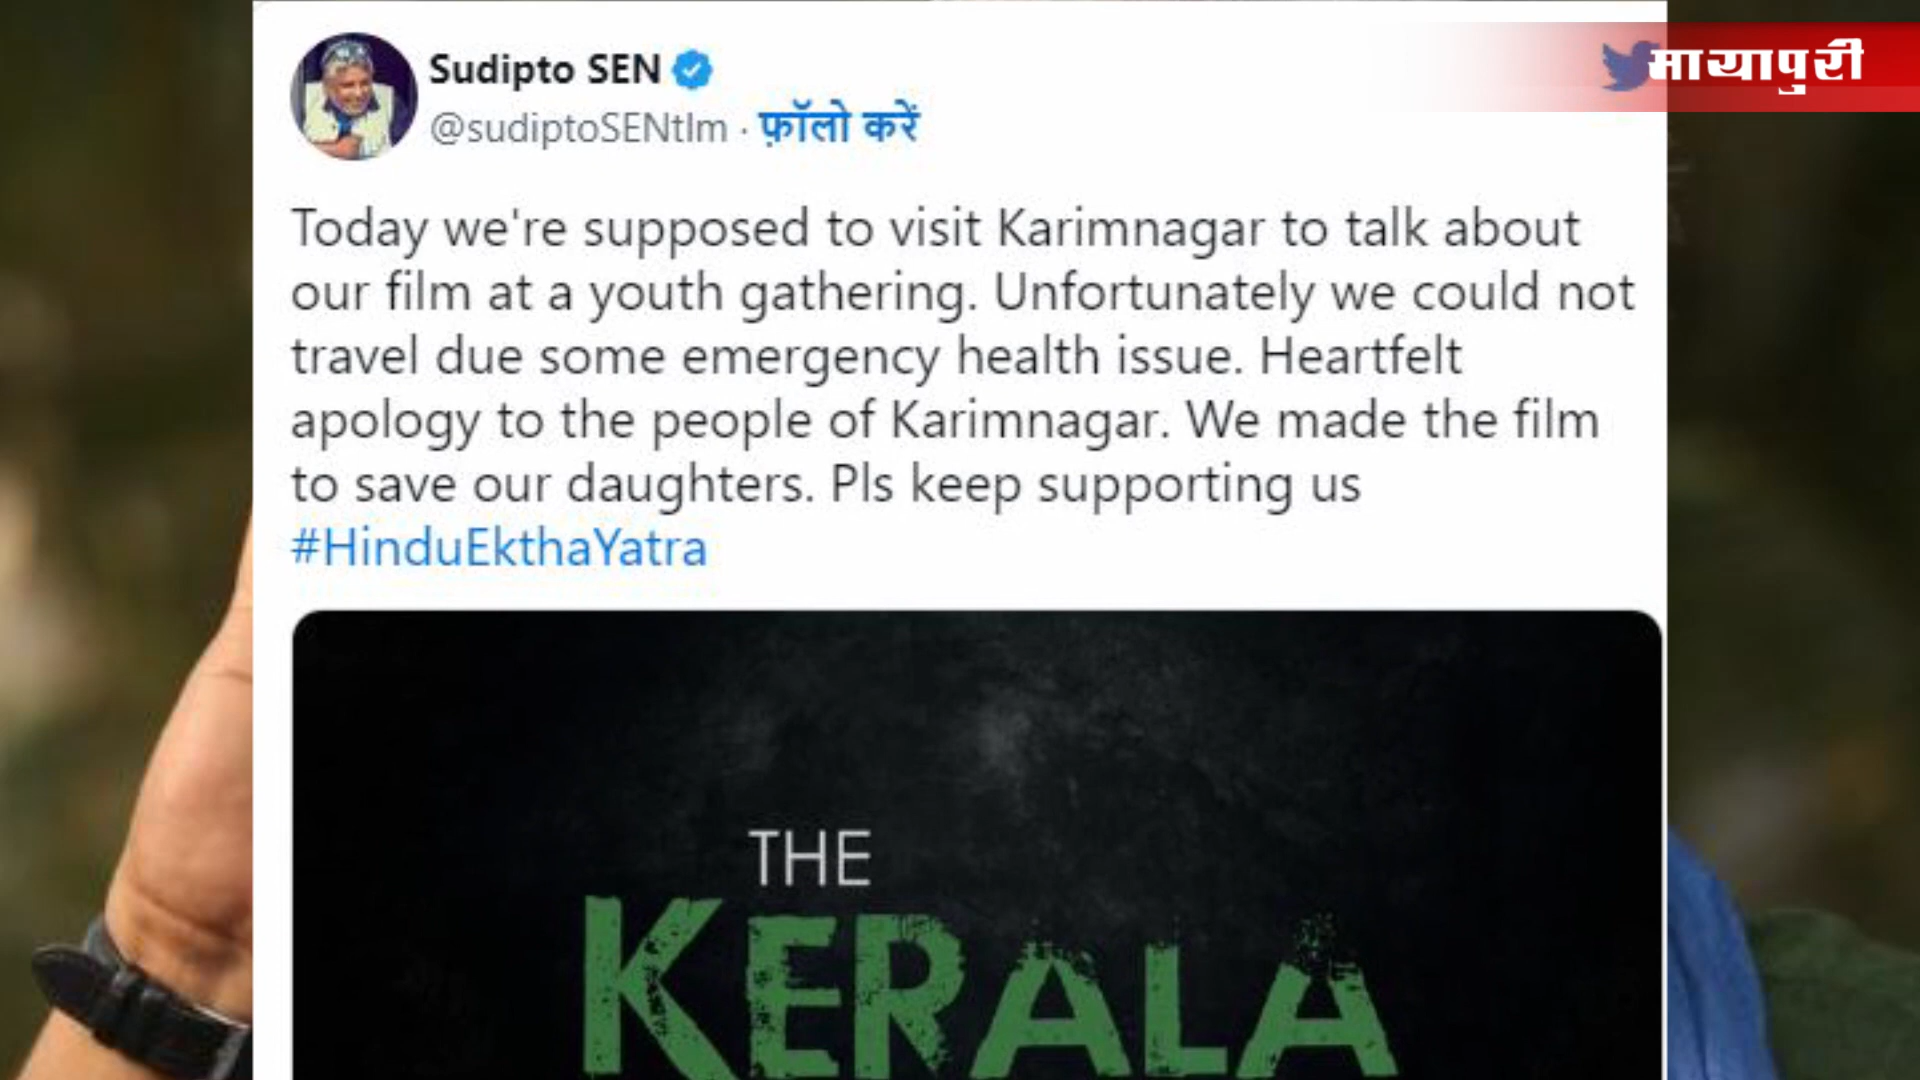 मायापुरी
Sudipto SEN
@sudiptoSENtlm · फ़ॉलो करें
Today we're supposed to visit Karimnagar to talk about
our film at a youth gathering. Unfortunately we could not
travel due some emergency health issue. Heartfelt
apology to the people of Karimnagar. We made the film
to save our daughters. Pls keep supporting us
#HinduEkthaYatra
THE
KERALA